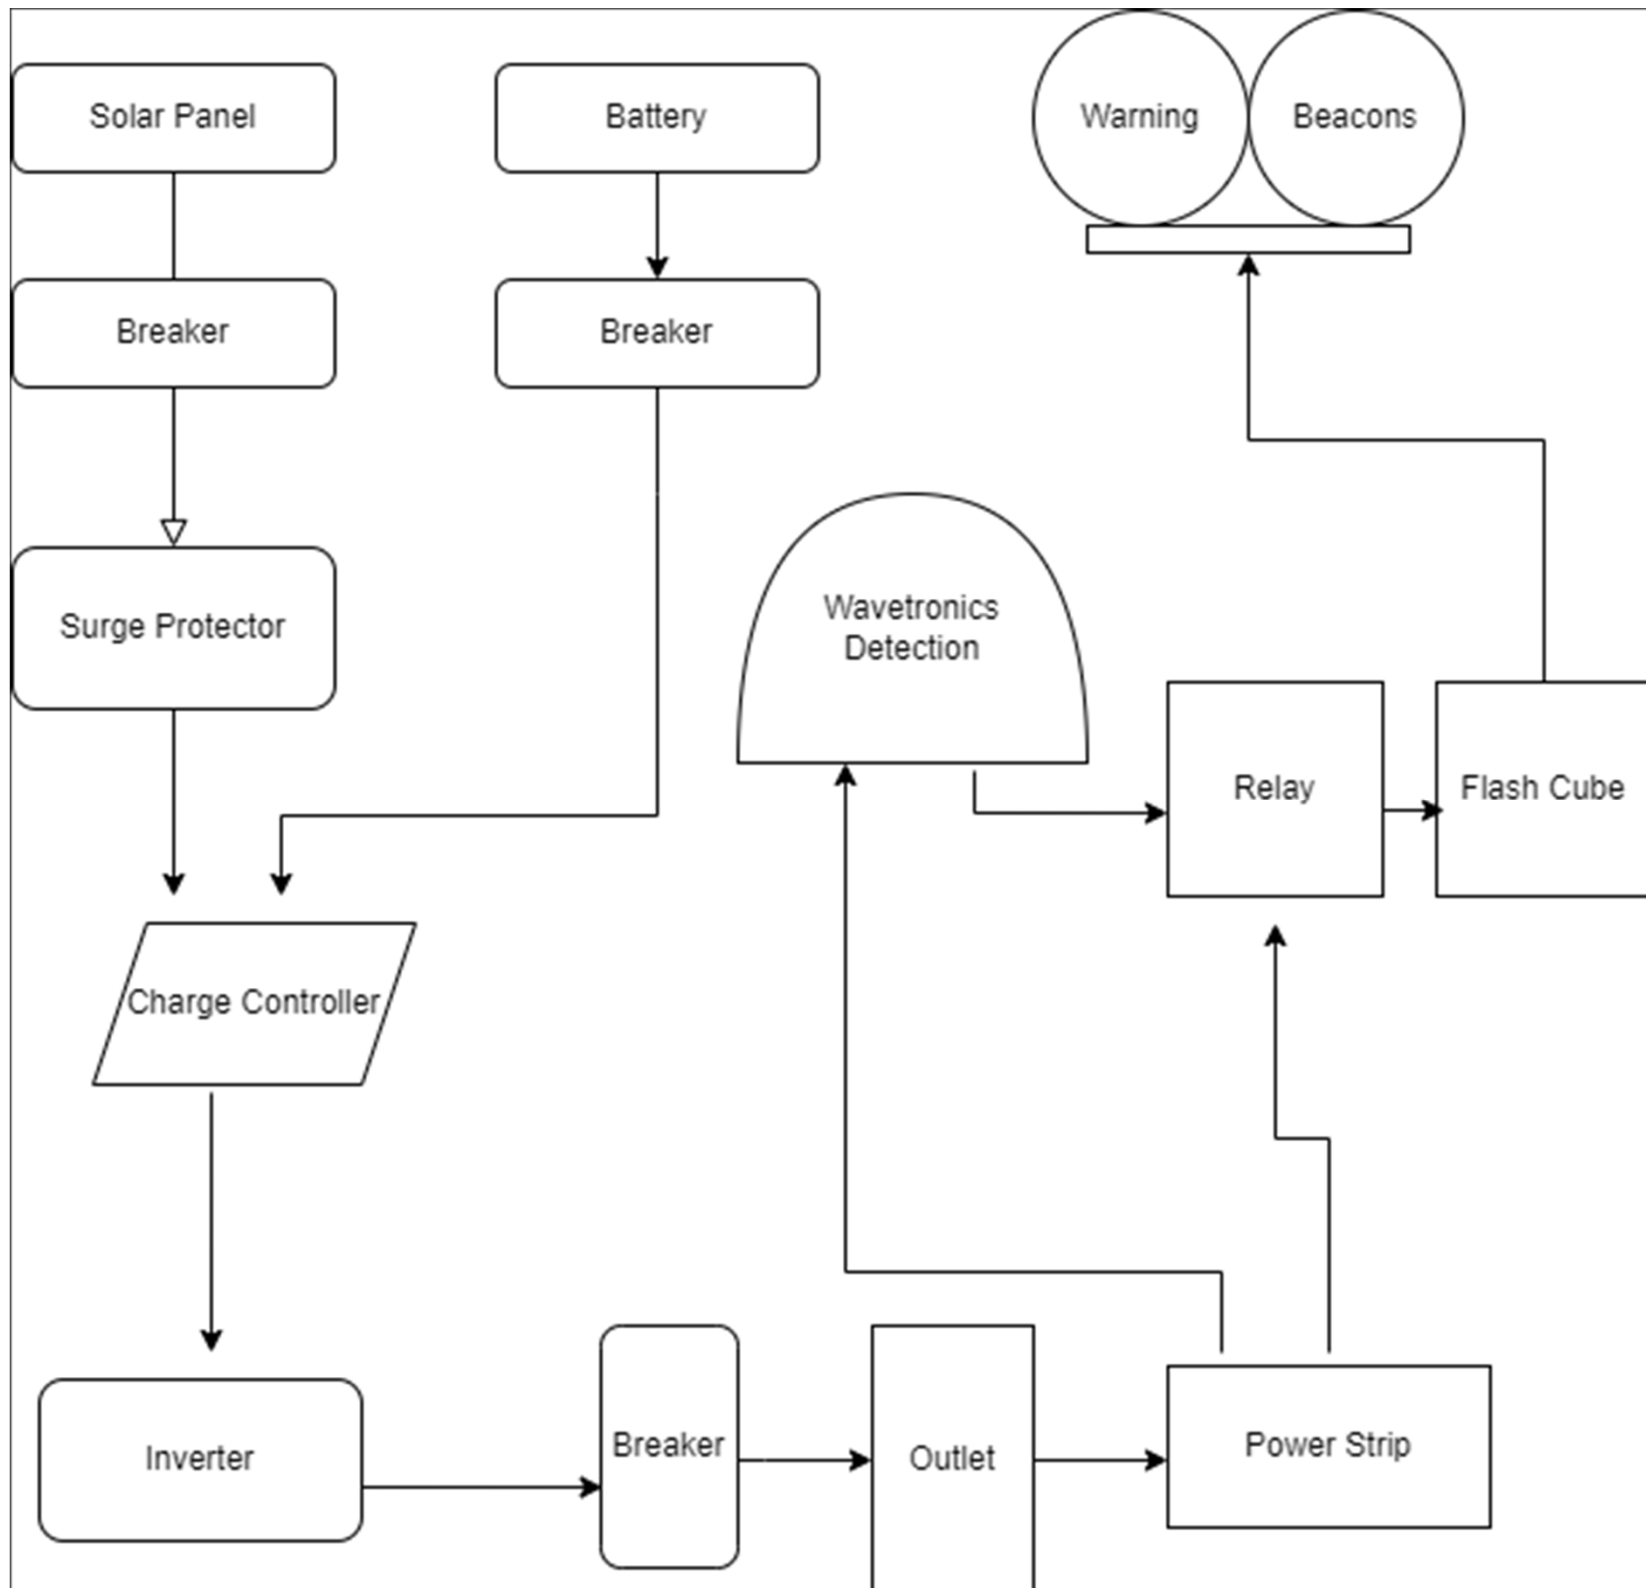 Solar Panel
Battery
Warning
Beacons
Breaker
Breaker
Surge Protector
Wavetronics
Detection
Relay
Flash Cube
Charge Controller
Inverter
Breaker
Outlet
Power Strip